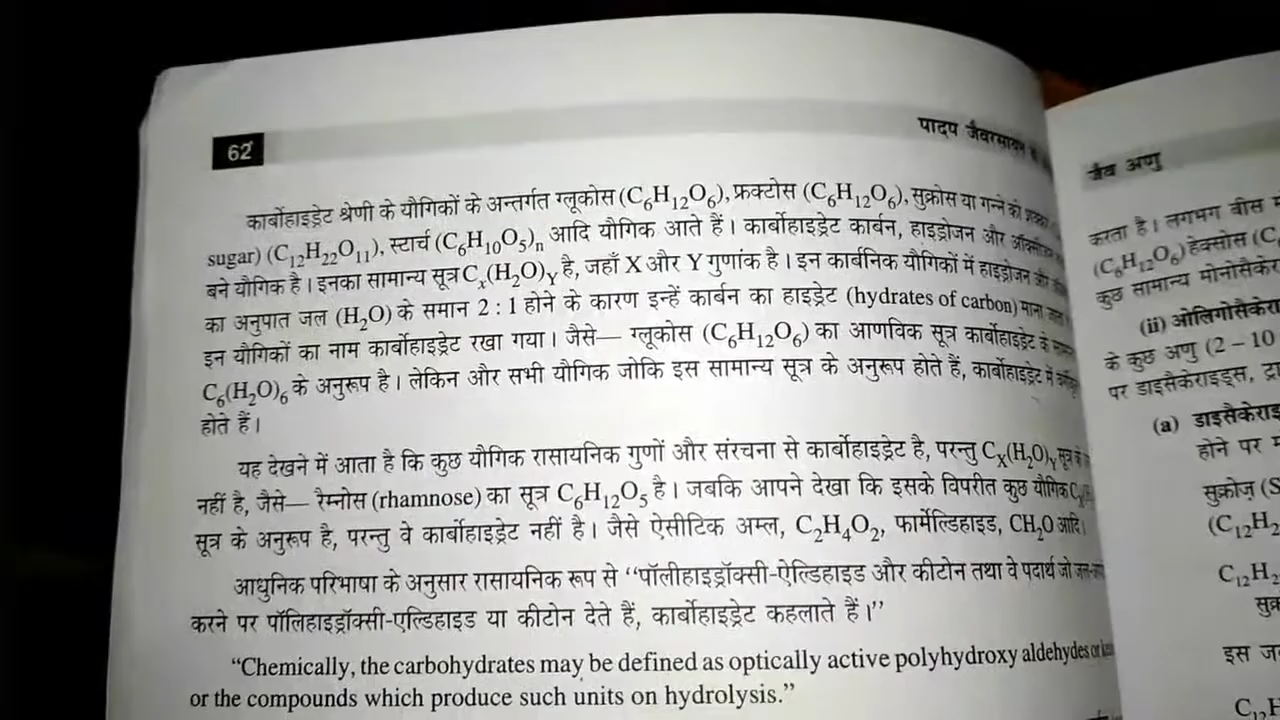 62
पादप जैवरसायन
कार्बोहाइड्रेट श्रेणी के यौगिकों के अन्तर्गत ग्लूकोस (C₆H₁₂O₆), फ्रक्टोस (C₆H₁₂O₆), सुक्रोस या गन्ने की
sugar) (C₁₂H₂₂O₁₁), स्टार्च (C₆H₁₀O₅)ₙ आदि यौगिक आते हैं। कार्बोहाइड्रेट कार्बन, हाइड्रोजन और ऑक्सीजन
बने यौगिक है। इनका सामान्य सूत्र Cₓ(H₂O)Y है, जहाँ X और Y गुणांक है। इन कार्बनिक यौगिकों में हाइड्रोजन और
का अनुपात जल (H₂O) के समान 2 : 1 होने के कारण इन्हें कार्बन का हाइड्रेट (hydrates of carbon) माना
इन यौगिकों का नाम कार्बोहाइड्रेट रखा गया। जैसे— ग्लूकोस (C₆H₁₂O₆) का आणविक सूत्र कार्बोहाइड्रेट के
C₆(H₂O)₆ के अनुरूप है। लेकिन और सभी यौगिक जोकि इस सामान्य सूत्र के अनुरूप होते हैं, कार्बोहाइड्रेट में
होते हैं।
यह देखने में आता है कि कुछ यौगिक रासायनिक गुणों और संरचना से कार्बोहाइड्रेट है, परन्तु CX(H₂O)Y सूत्र के
नहीं है, जैसे— रैम्नोस (rhamnose) का सूत्र C₆H₁₂O₅ है। जबकि आपने देखा कि इसके विपरीत कुछ यौगिक
सूत्र के अनुरूप है, परन्तु वे कार्बोहाइड्रेट नहीं है। जैसे ऐसीटिक अम्ल, C₂H₄O₂, फार्मेल्डिहाइड, CH₂O आदि।
आधुनिक परिभाषा के अनुसार रासायनिक रूप से “पॉलीहाइड्रॉक्सी-ऐल्डिहाइड और कीटोन तथा वे पदार्थ जो
करने पर पॉलिहाइड्रॉक्सी-एल्डिहाइड या कीटोन देते हैं, कार्बोहाइड्रेट कहलाते हैं।”
“Chemically, the carbohydrates may be defined as optically active polyhydroxy aldehydes or
or the compounds which produce such units on hydrolysis.”
जैव अणु
करता है। लगभग बीस
(C₆H₁₂O₆) हेक्सोस
कुछ सामान्य
(ii)
के कुछ अणु (2 – 10
पर डाइसैकेराइड्स,
(a)
होने पर
सुक्रोज़
(C₁₂H₂
C₁₂H₂
इस